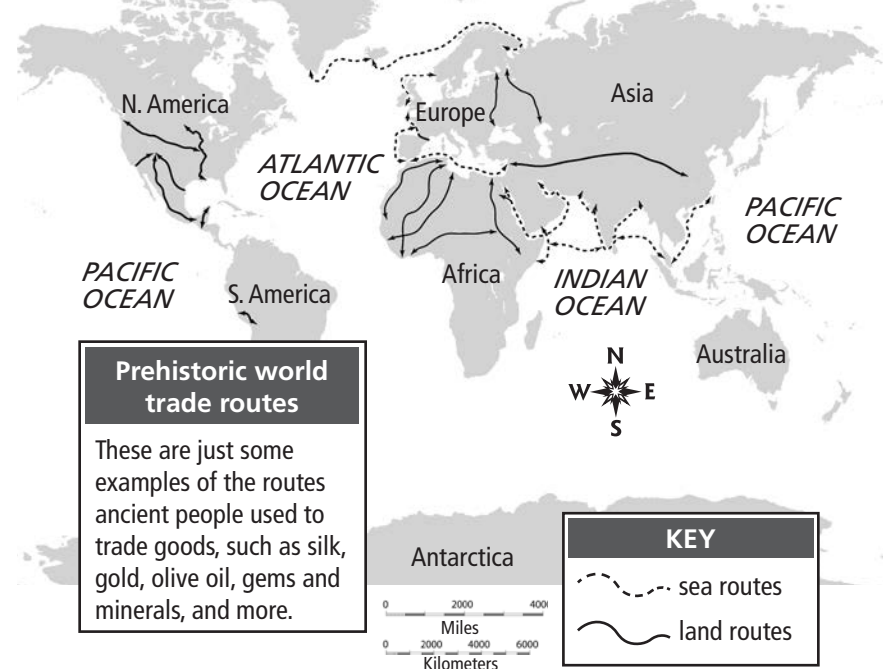 N. America
Europe
Asia
ATLANTIC
OCEAN
PACIFIC
OCEAN
PACIFIC
OCEAN
S. America
Africa
INDIAN
OCEAN
Australia
N
W E
S
Prehistoric world
trade routes
These are just some
examples of the routes
ancient people used to
trade goods, such as silk,
gold, olive oil, gems and
minerals, and more.
Antarctica
0 2000 400
Miles
0 2000 4000 6000
Kilometers
KEY
sea routes
land routes